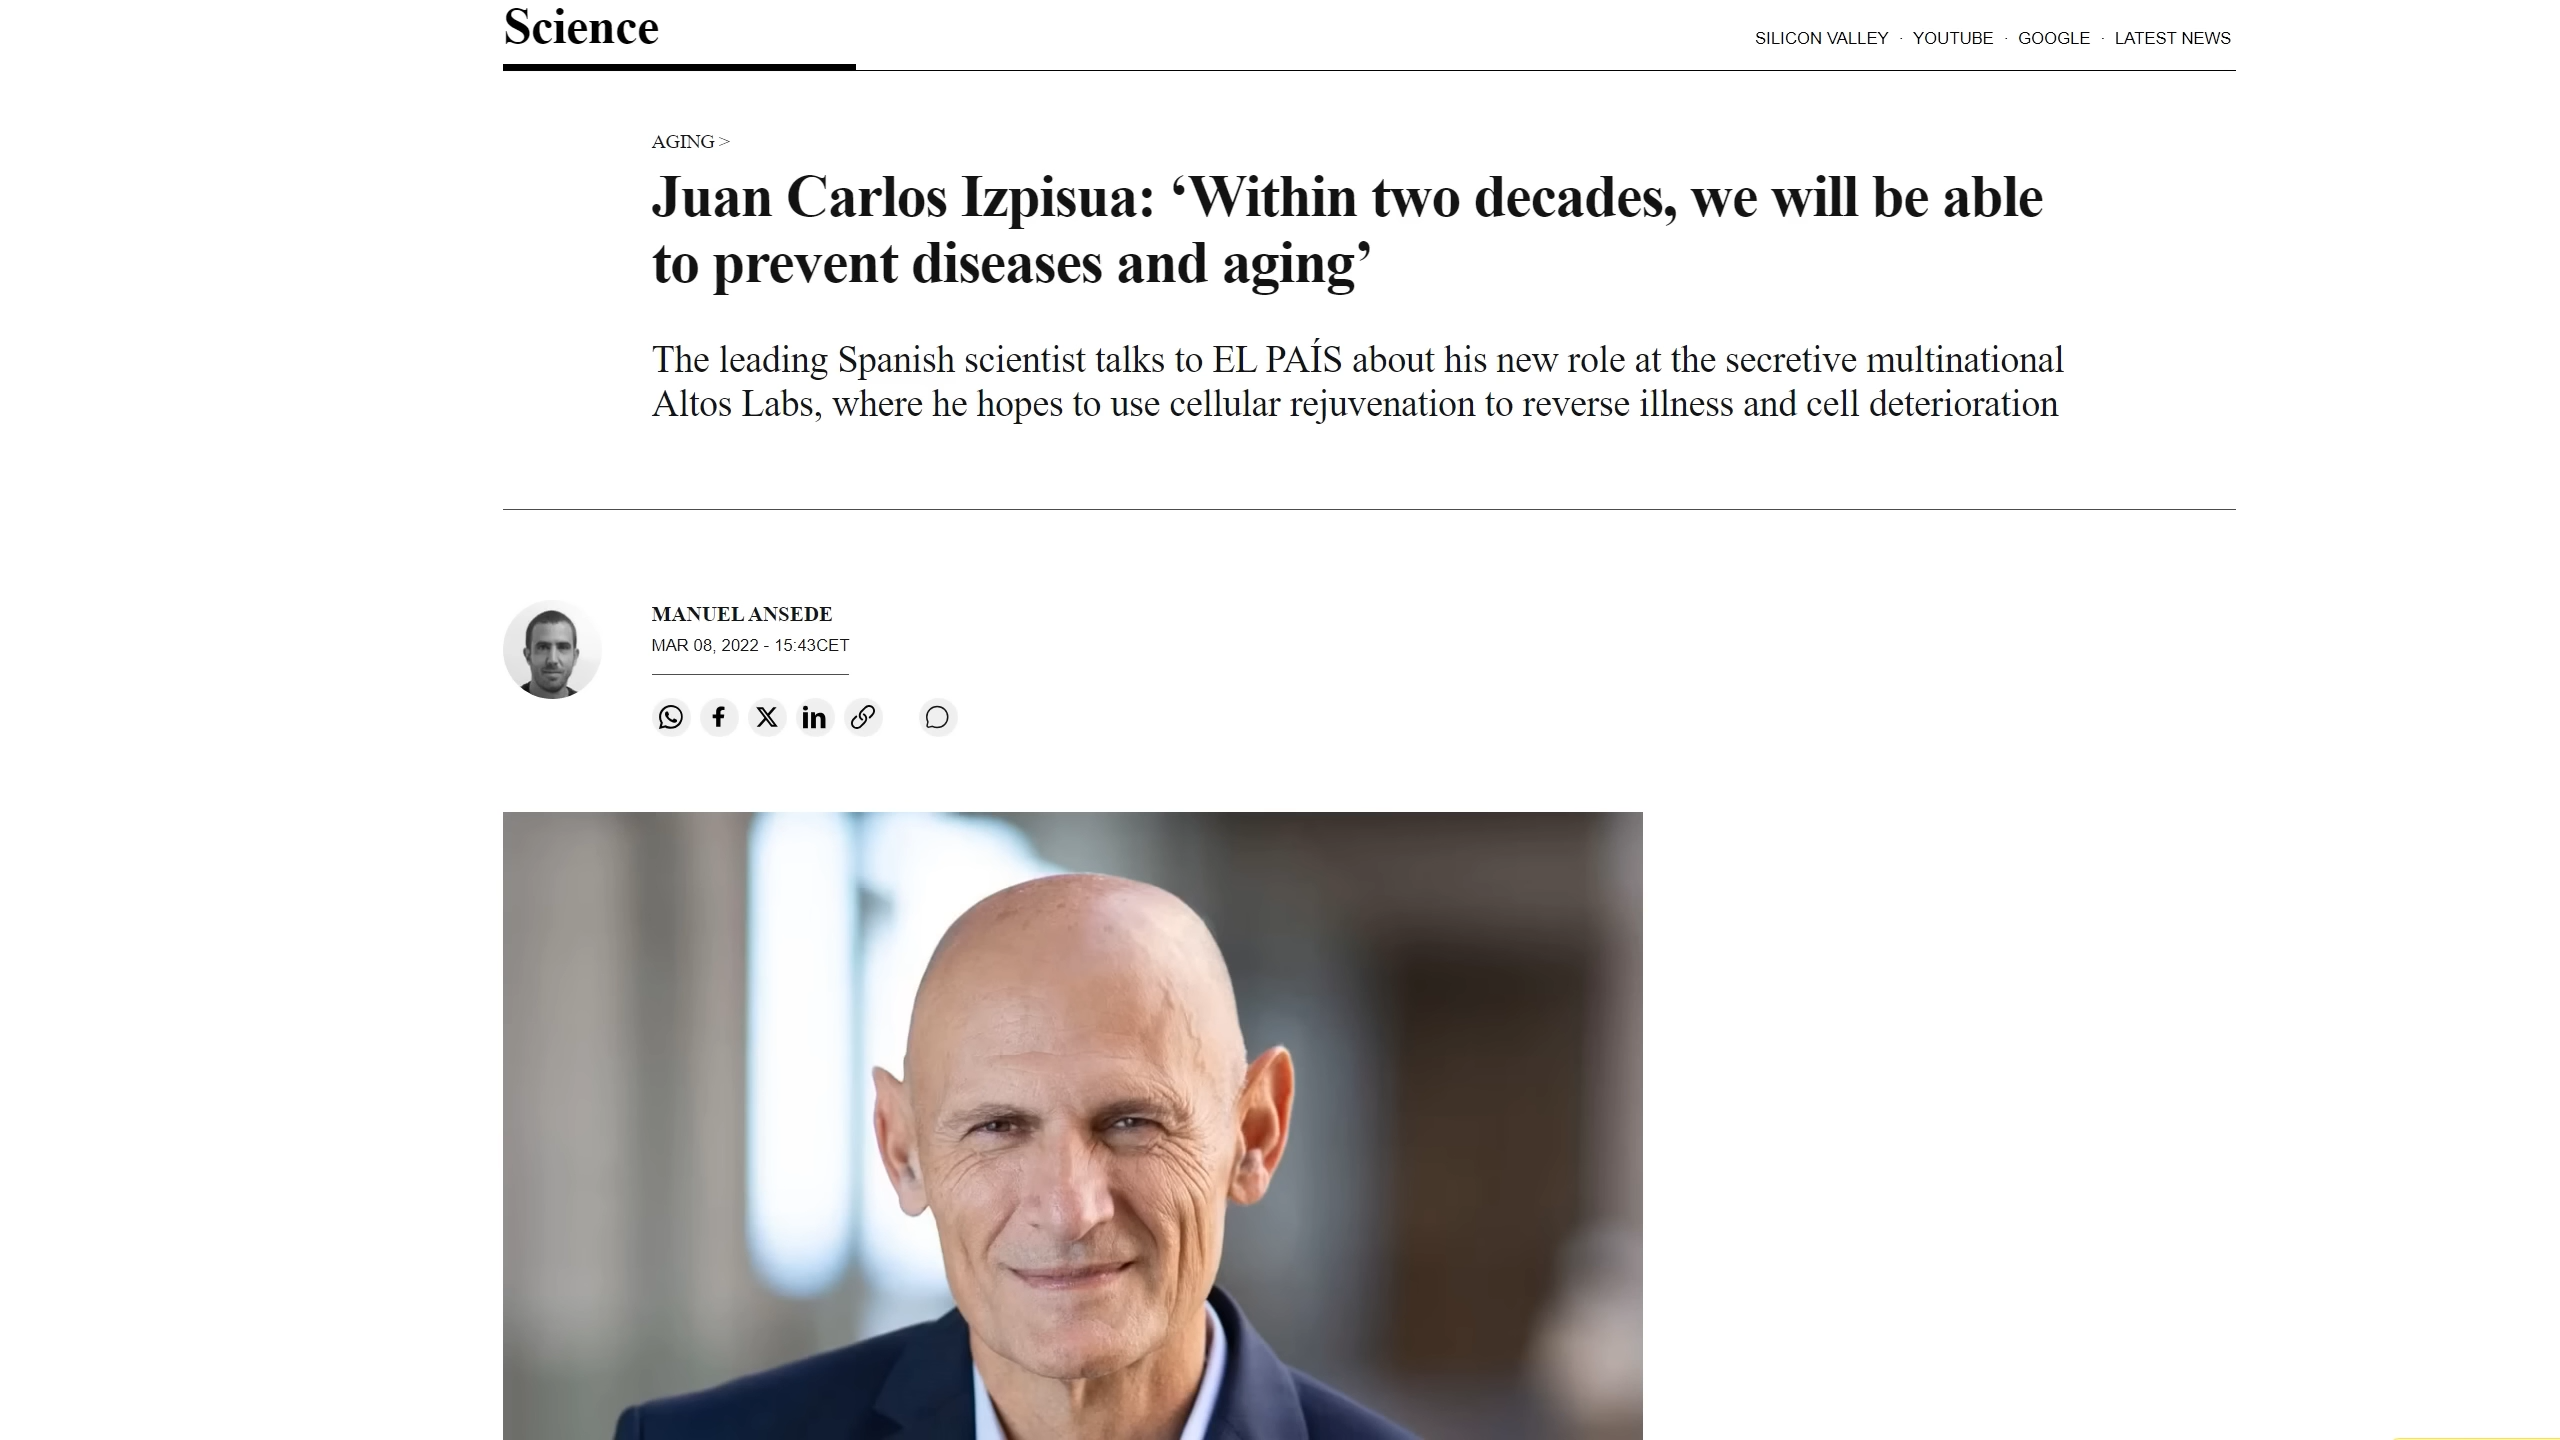 Science
SILICON VALLEY · YOUTUBE · GOOGLE · LATEST NEWS
AGING >
Juan Carlos Izpisua: ‘Within two decades, we will be able
to prevent diseases and aging’
The leading Spanish scientist talks to EL PAÍS about his new role at the secretive multinational
Altos Labs, where he hopes to use cellular rejuvenation to reverse illness and cell deterioration
MANUEL ANSEDE
MAR 08, 2022 - 15:43CET